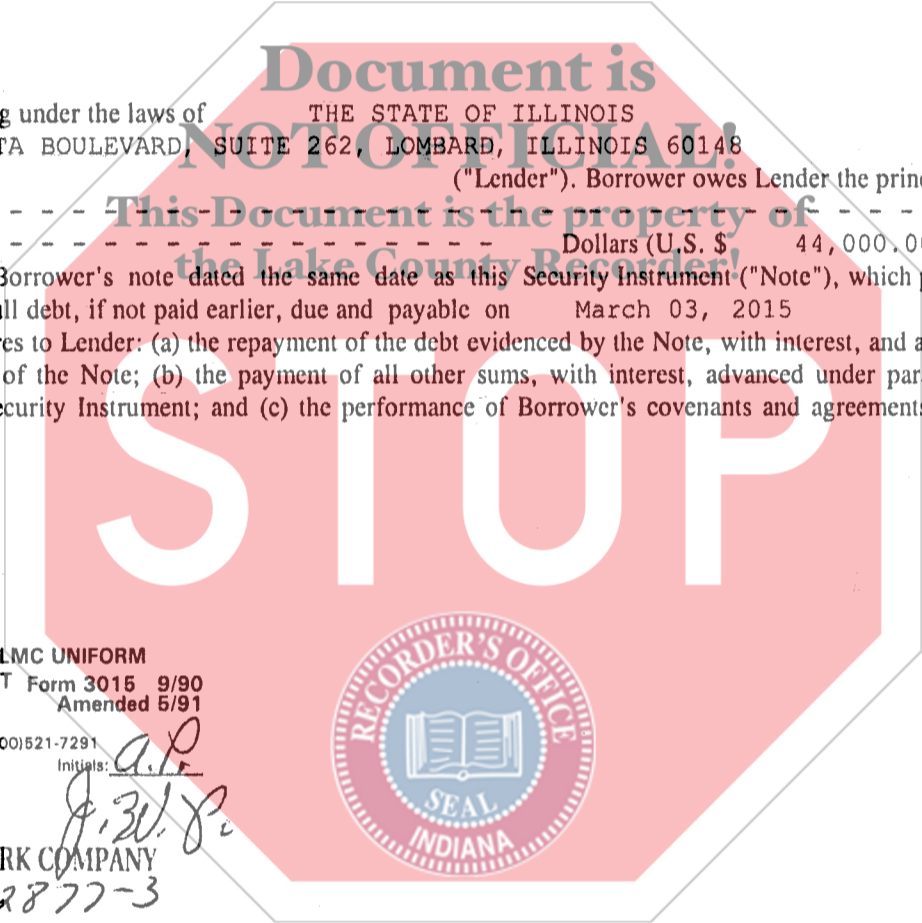 Document is
g under the laws of THE STATE OF ILLINOIS
NOT OFFICIAL!
TA BOULEVARD, SUITE 262, LOMBARD, ILLINOIS 60148
("Lender"). Borrower owes Lender the princ
This Document is the property of
Dollars (U.S. $ 44,000.00
the Lake County Recorder!
Borrower's note dated the same date as this Security Instrument ("Note"), which p
ll debt, if not paid earlier, due and payable on March 03, 2015
es to Lender: (a) the repayment of the debt evidenced by the Note, with interest, and a
of the Note; (b) the payment of all other sums, with interest, advanced under par
ecurity Instrument; and (c) the performance of Borrower's covenants and agreements
STOP
LMC UNIFORM
T Form 3015 9/90
Amended 5/91
00)521-7291
Initials: A.P.
J.W.P.
RK COMPANY
2877-3
RECORDER'S OFFICE
SEAL
INDIANA